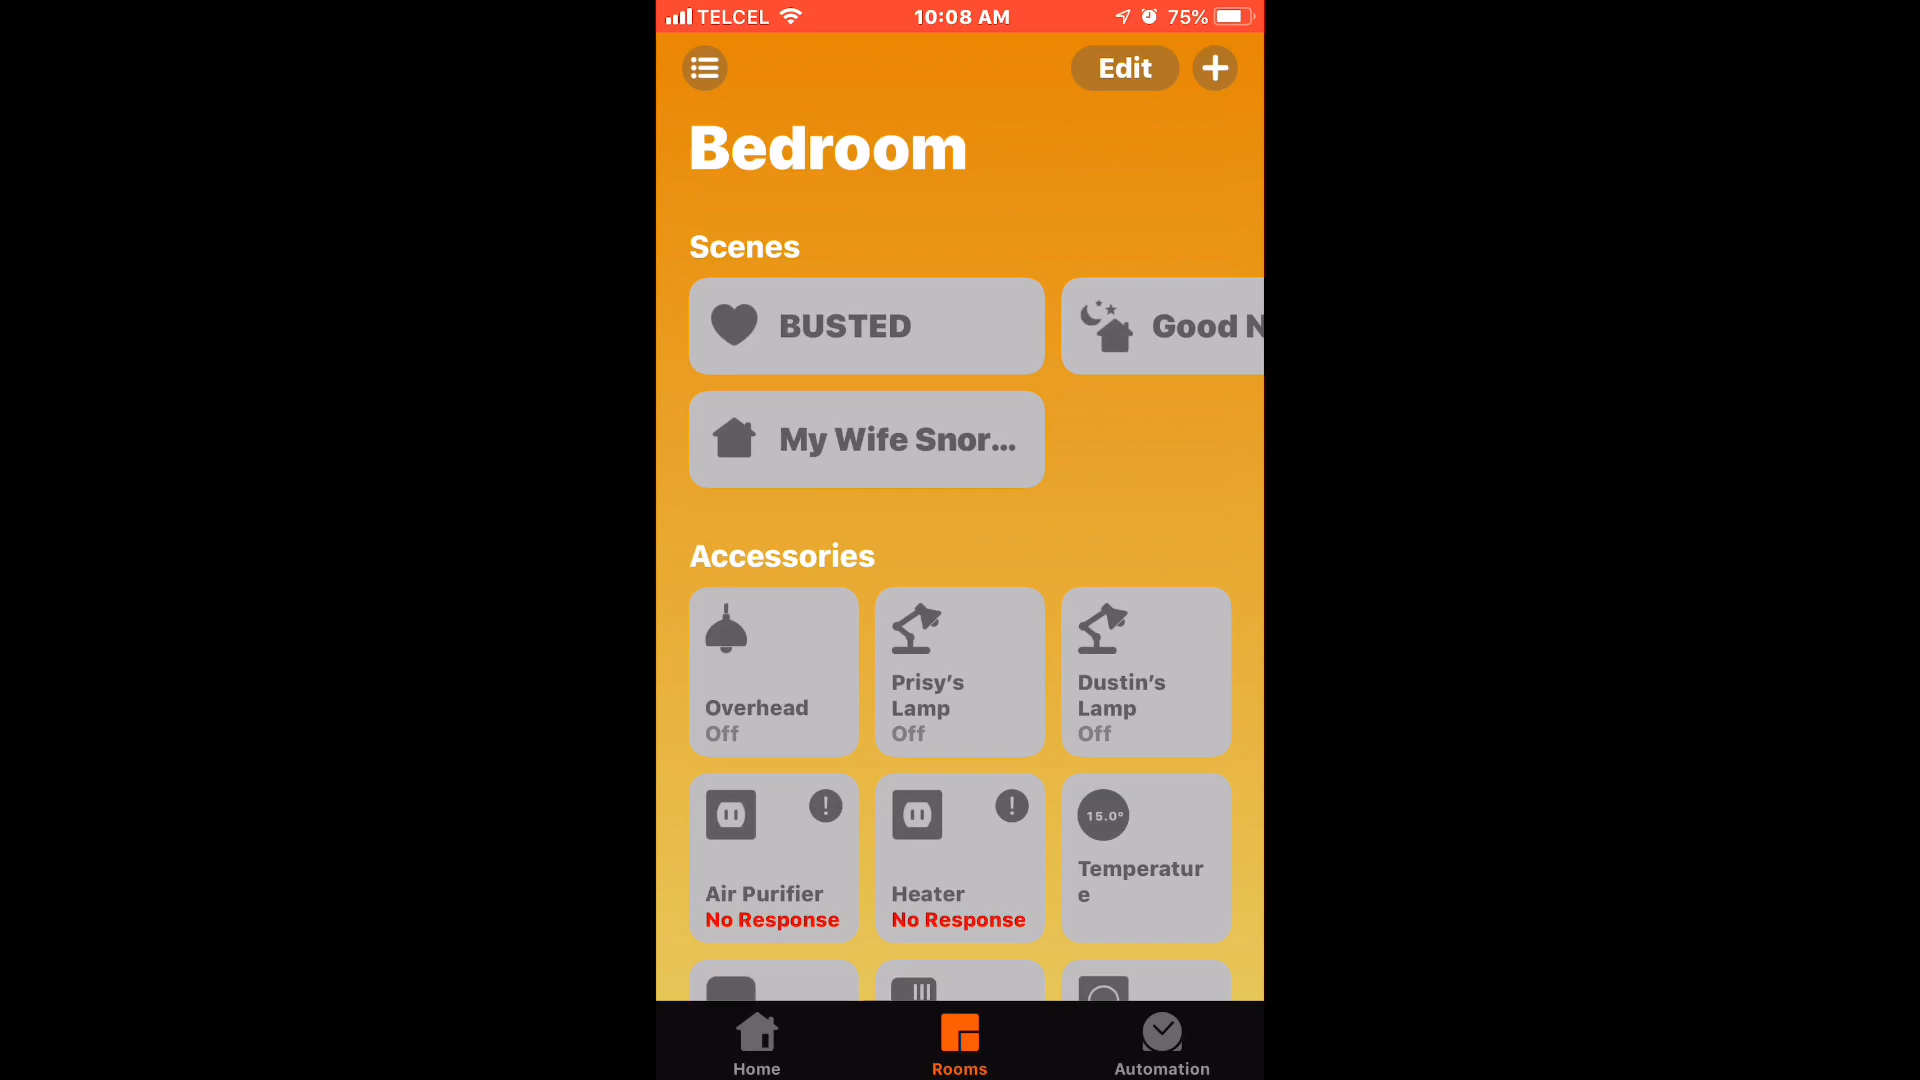 TELCEL 10:08 AM 75%
Edit
Bedroom
Scenes
BUSTED
Good N
My Wife Snor...
Accessories
Overhead
Off
Prisy’s
Lamp
Off
Dustin’s
Lamp
Off
Air Purifier
No Response
Heater
No Response
15.0°
Temperatur
e
Home
Rooms
Automation